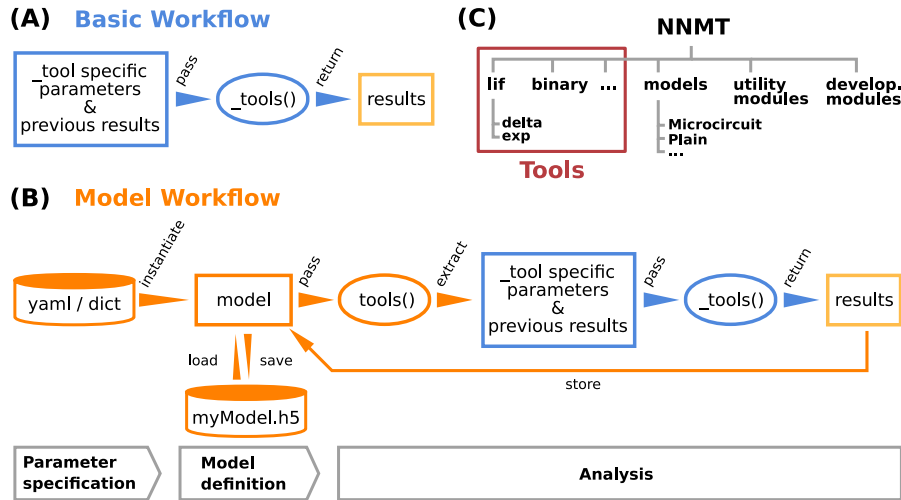 (A) Basic Workflow
_tool specific
parameters
&
previous results
pass
_tools()
return
results
(C)
NNMT
lif
binary
...
models
utility
modules
develop.
modules
delta
exp
Microcircuit
Plain
...
Tools
(B) Model Workflow
yaml / dict
instantiate
model
pass
tools()
extract
_tool specific
parameters
&
previous results
pass
_tools()
return
results
load
save
store
myModel.h5
Parameter
specification
Model
definition
Analysis